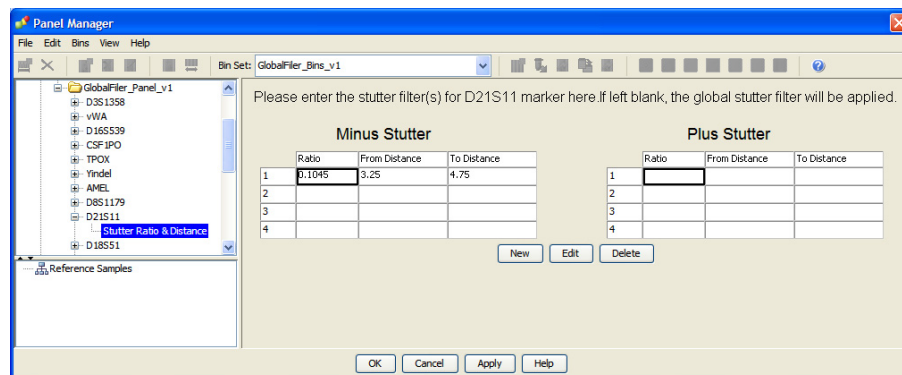 Panel Manager
File Edit Bins View Help
Bin Set: GlobalFiler_Bins_v1
GlobalFiler_Panel_v1
D3S1358
vWA
D16S539
CSF1PO
TPOX
Yindel
AMEL
D8S1179
D21S11
Stutter Ratio & Distance
D18S51
Reference Samples
Please enter the stutter filter(s) for D21S11 marker here.If left blank, the global stutter filter will be applied.
Minus Stutter
Ratio From Distance To Distance
1 0.1045 3.25 4.75
2
3
4
Plus Stutter
Ratio From Distance To Distance
1
2
3
4
New Edit Delete
OK Cancel Apply Help